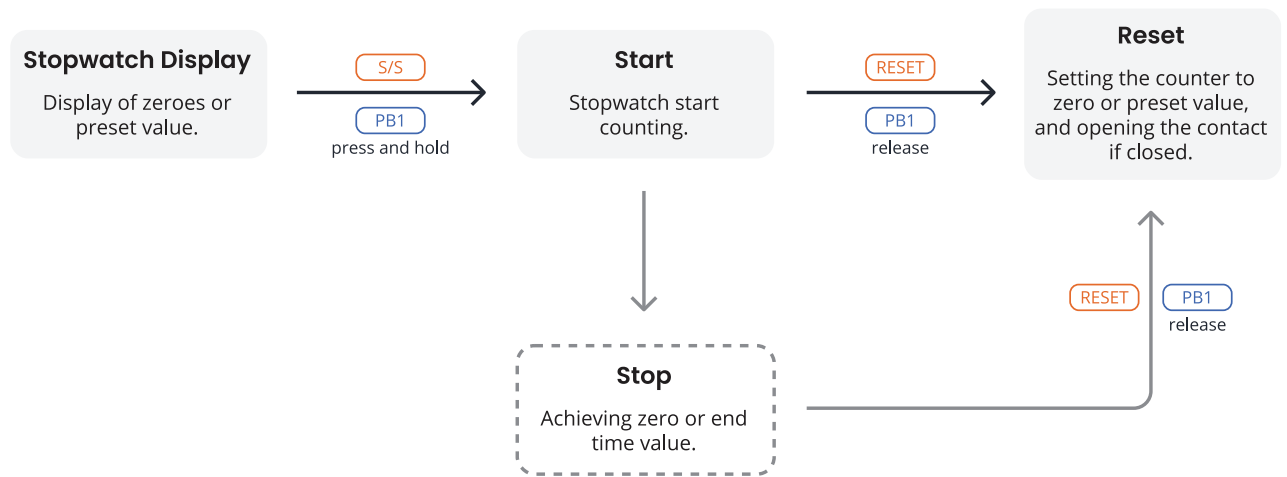 Stopwatch Display
Display of zeroes or
preset value.
S/S
PB1
press and hold
Start
Stopwatch start
counting.
RESET
PB1
release
Reset
Setting the counter to
zero or preset value,
and opening the contact
if closed.
RESET
PB1
release
Stop
Achieving zero or end
time value.